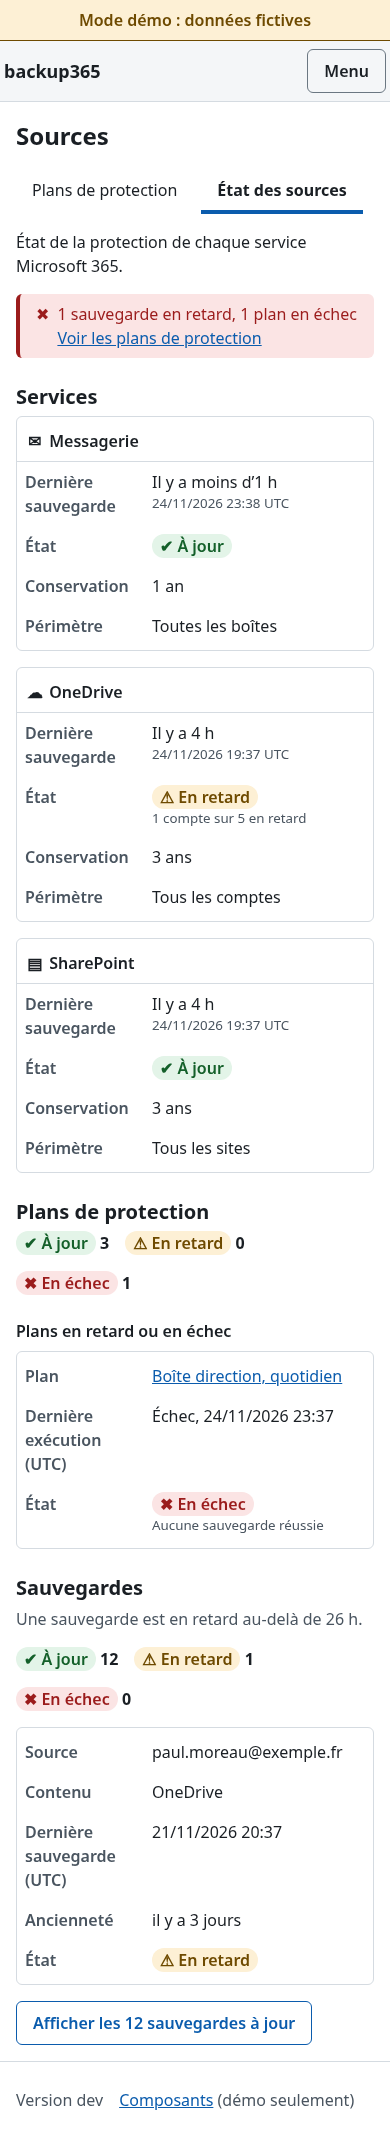 Mode démo : données fictives
backup365
Menu
Sources
Plans de protection
État des sources
État de la protection de chaque service
Microsoft 365.
✖ 1 sauvegarde en retard, 1 plan en échec
Voir les plans de protection
Services
✉ Messagerie
Dernière sauvegarde
Il y a moins d’1 h
24/11/2026 23:38 UTC
État
✔ À jour
Conservation
1 an
Périmètre
Toutes les boîtes
☁ OneDrive
Dernière sauvegarde
Il y a 4 h
24/11/2026 19:37 UTC
État
⚠ En retard
1 compte sur 5 en retard
Conservation
3 ans
Périmètre
Tous les comptes
▤ SharePoint
Dernière sauvegarde
Il y a 4 h
24/11/2026 19:37 UTC
État
✔ À jour
Conservation
3 ans
Périmètre
Tous les sites
Plans de protection
✔ À jour 3 ⚠ En retard 0
✖ En échec 1
Plans en retard ou en échec
Plan
Boîte direction, quotidien
Dernière exécution (UTC)
Échec, 24/11/2026 23:37
État
✖ En échec
Aucune sauvegarde réussie
Sauvegardes
Une sauvegarde est en retard au-delà de 26 h.
✔ À jour 12 ⚠ En retard 1
✖ En échec 0
Source
paul.moreau@exemple.fr
Contenu
OneDrive
Dernière sauvegarde (UTC)
21/11/2026 20:37
Ancienneté
il y a 3 jours
État
⚠ En retard
Afficher les 12 sauvegardes à jour
Version dev Composants (démo seulement)